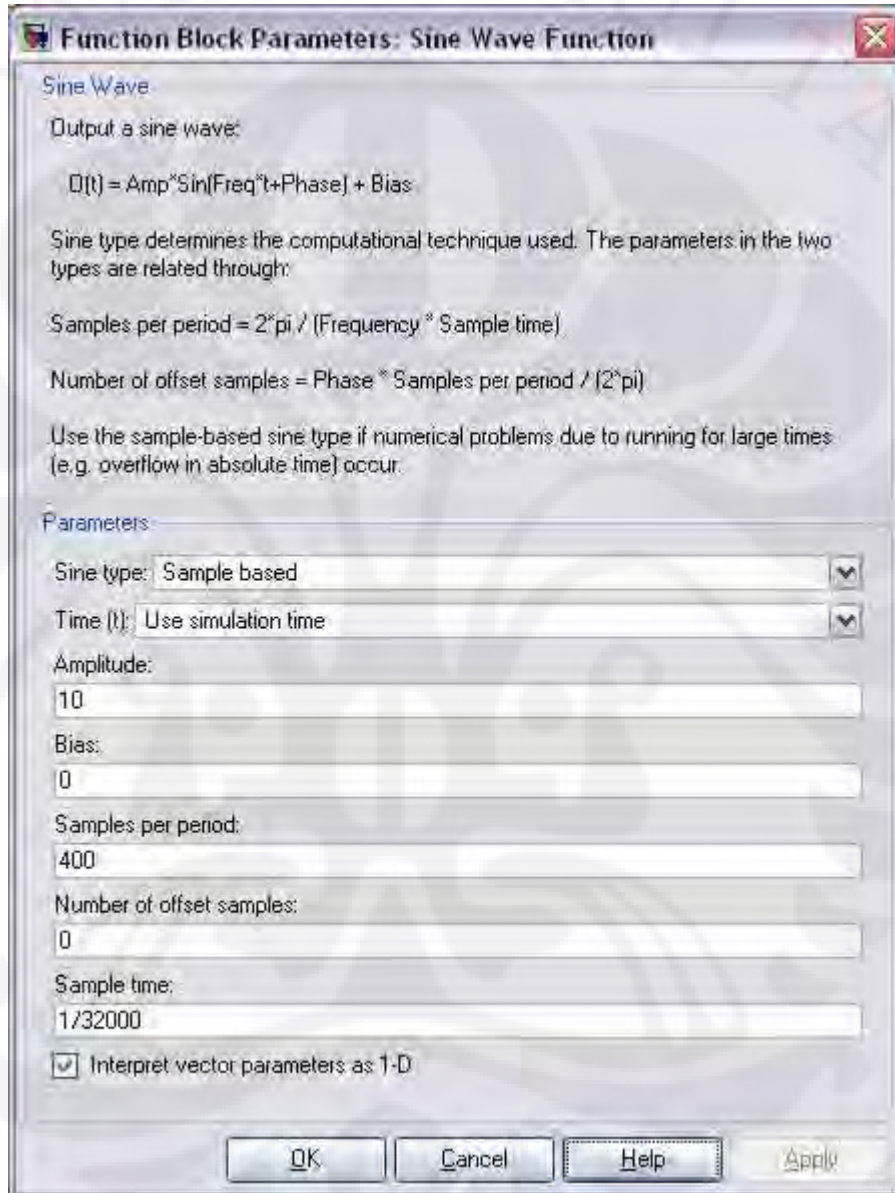 Function Block Parameters: Sine Wave Function
Sine Wave
Output a sine wave:
O(t) = Amp*Sin(Freq*t+Phase) + Bias
Sine type determines the computational technique used. The parameters in the two
types are related through:
Samples per period = 2*pi / (Frequency * Sample time)
Number of offset samples = Phase * Samples per period / (2*pi)
Use the sample-based sine type if numerical problems due to running for large times
(e.g. overflow in absolute time) occur.
Parameters
Sine type: Sample based
Time (t): Use simulation time
Amplitude:
10
Bias:
0
Samples per period:
400
Number of offset samples:
0
Sample time:
1/32000
Interpret vector parameters as 1-D
OK Cancel Help Apply